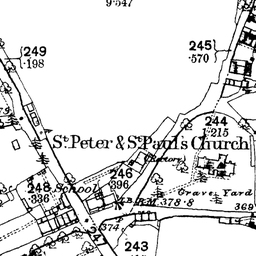 9·547
249
·198
245
·570
244
1·215
St. Peter & St. Paul's Church
(Rectory)
246
·396
248
·336
School
Grave Yard
B.M. 378·8
369
374
243